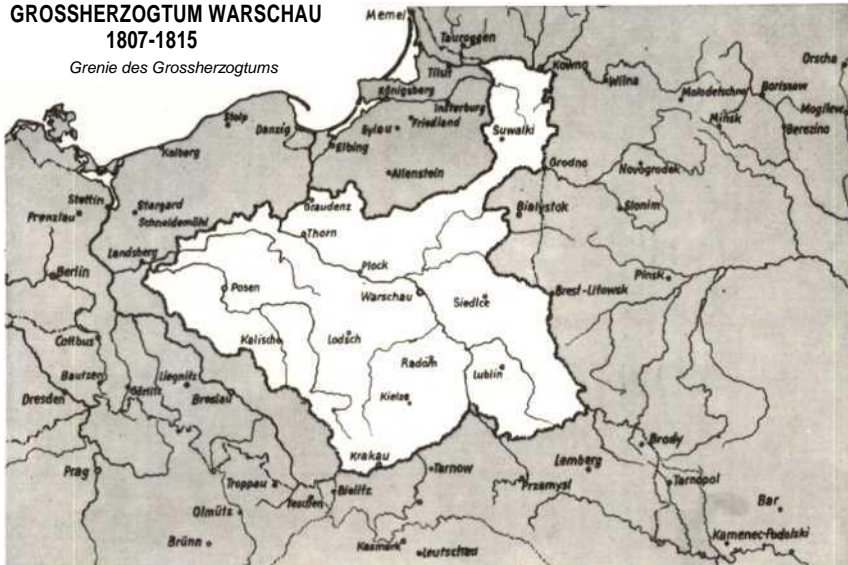 GROSSHERZOGTUM WARSCHAU
1807-1815
Grenie des Grossherzogtums
Memel
Tauroggen
Tilsit
Kowno
Wilna
Orscha
Molodetschno
Borissow
Königsberg
Insterburg
Mogilew
Stolp
Danzig
Eylau
Friedland
Suwalki
Minsk
Berezino
Kolberg
Elbing
Allenstein
Grodno
Novogrodek
Stettin
Stargard
Graudenz
Bialystok
Slonim
Prenzlau
Schneidemühl
Thorn
Landsberg
Plock
Berlin
Posen
Warschau
Siedlce
Brest-Litowsk
Pinsk
Cottbus
Kalisch
Lodsch
Radom
Bautzen
Liegnitz
Lublin
Dresden
Görlitz
Breslau
Kielze
Brody
Prag
Krakau
Tarnow
Lemberg
Troppau
Bielitz
Przemysl
Tarnopol
Teschen
Olmütz
Bar
Brünn
Kasmark
Leutschau
Kamenec-Podolski